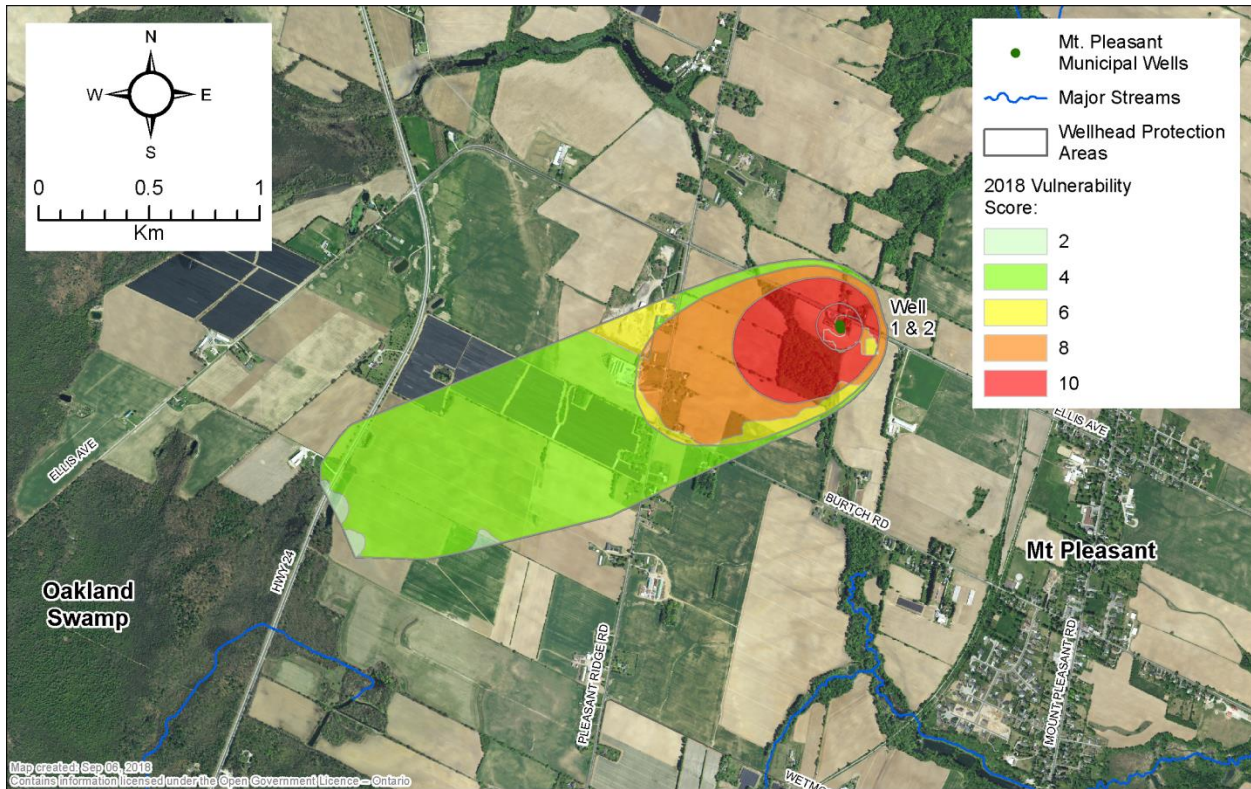 N
W
E
S
0
0.5
1
Km
Mt. Pleasant
Municipal Wells
Major Streams
Wellhead Protection
Areas
2018 Vulnerability
Score:
2
4
6
8
10
Well
1 & 2
ELLIS AVE
ELLIS AVE
BURTCH RD
HWY 24
Mt Pleasant
Oakland
Swamp
PLEASANT RIDGE RD
MOUNT PLEASANT RD
Map created: Sep 06, 2018
Contains information licensed under the Open Government Licence – Ontario